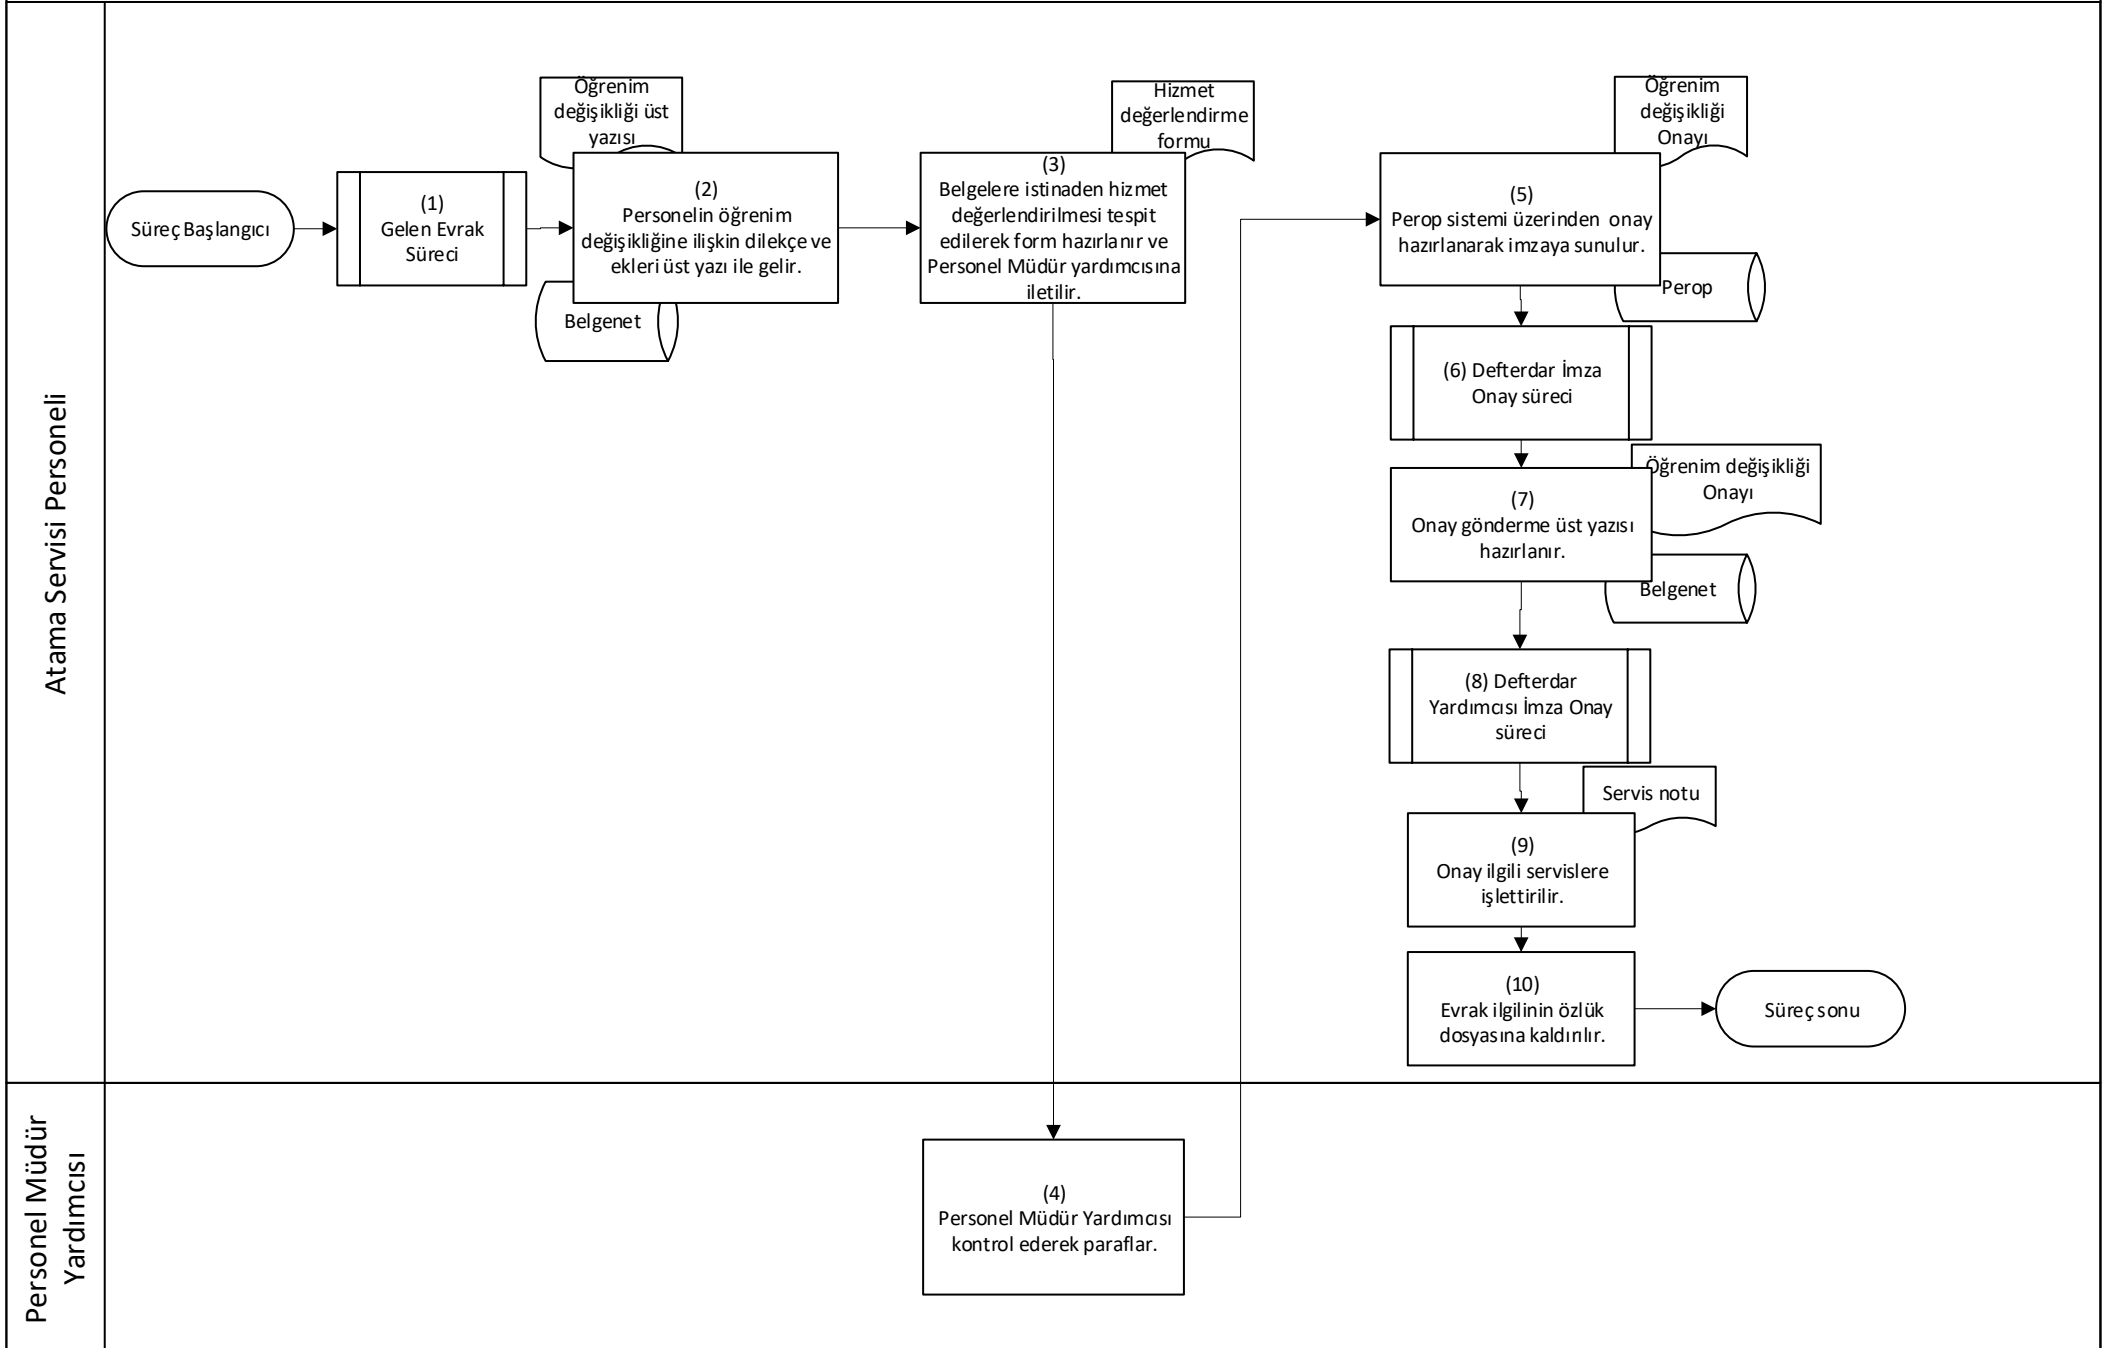 Atama Servisi Personeli
Süreç Başlangıcı
(1)
Gelen Evrak
Süreci
Öğrenim
değişikliği üst
yazısı
(2)
Personelin öğrenim
değişikliğine ilişkin dilekçe ve
ekleri üst yazı ile gelir.
Belgenet
Hizmet
değerlendirme
formu
(3)
Belgelere istinaden hizmet
değerlendirilmesi tespit
edilerek form hazırlanır ve
Personel Müdür yardımcısına
iletilir.
Öğrenim
değişikliği
Onayı
(5)
Perop sistemi üzerinden onay
hazırlanarak imzaya sunulur.
Perop
(6) Defterdar İmza
Onay süreci
Öğrenim değişikliği
Onayı
(7)
Onay gönderme üst yazısı
hazırlanır.
Belgenet
(8) Defterdar
Yardımcısı İmza Onay
süreci
Servis notu
(9)
Onay ilgili servislere
işlettirilir.
(10)
Evrak ilgilinin özlük
dosyasına kaldırılır.
Süreç sonu
Personel Müdür
Yardımcısı
(4)
Personel Müdür Yardımcısı
kontrol ederek paraflar.